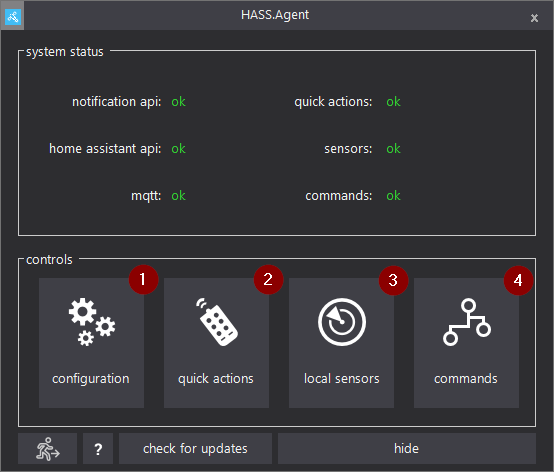 HASS.Agent
x
system status
notification api: ok quick actions: ok
home assistant api: ok sensors: ok
mqtt: ok commands: ok
controls
1 2 3 4
configuration quick actions local sensors commands
? check for updates hide